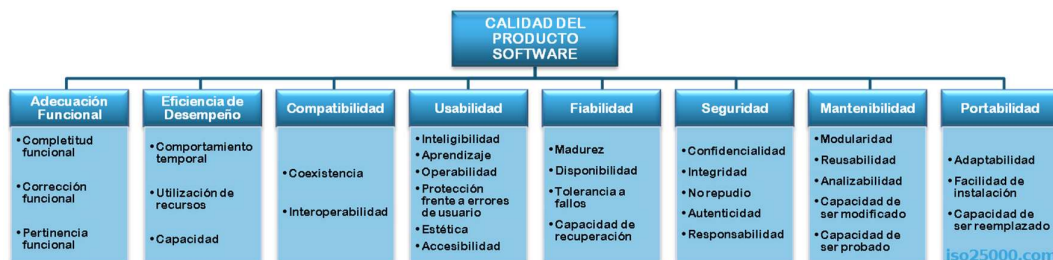 CALIDAD DEL
PRODUCTO
SOFTWARE
Adecuación
Funcional
•Completitud
funcional
•Corrección
funcional
•Pertinencia
funcional
Eficiencia de
Desempeño
•Comportamiento
temporal
•Utilización de
recursos
•Capacidad
Compatibilidad
•Coexistencia
•Interoperabilidad
Usabilidad
•Inteligibilidad
•Aprendizaje
•Operabilidad
•Protección
frente a errores
de usuario
•Estética
•Accesibilidad
Fiabilidad
•Madurez
•Disponibilidad
•Tolerancia a
fallos
•Capacidad de
recuperación
Seguridad
•Confidencialidad
•Integridad
•No repudio
•Autenticidad
•Responsabilidad
Mantenibilidad
•Modularidad
•Reusabilidad
•Analizabilidad
•Capacidad de
ser modificado
•Capacidad de
ser probado
Portabilidad
•Adaptabilidad
•Facilidad de
instalación
•Capacidad de
ser reemplazado
iso25000.com